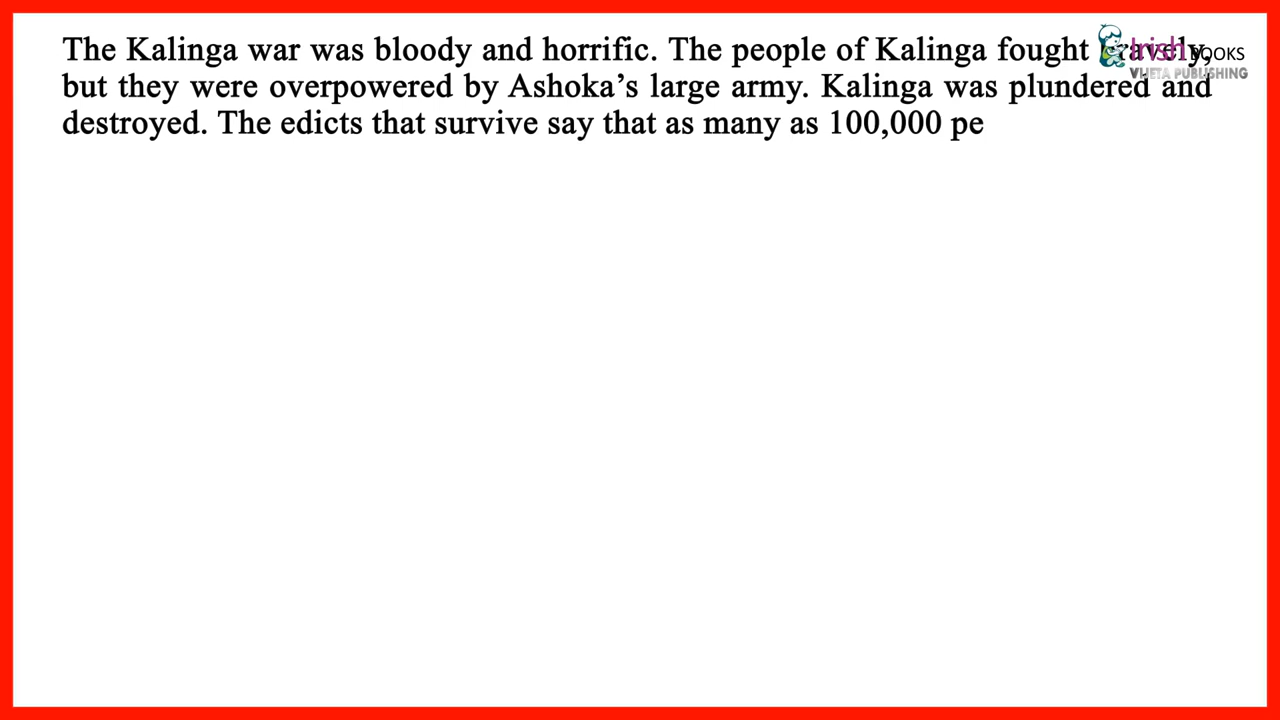 The Kalinga war was bloody and horrific. The people of Kalinga fought bravely,
but they were overpowered by Ashoka’s large army. Kalinga was plundered and
destroyed. The edicts that survive say that as many as 100,000 pe
Irish BOOKS
PUBLISHING